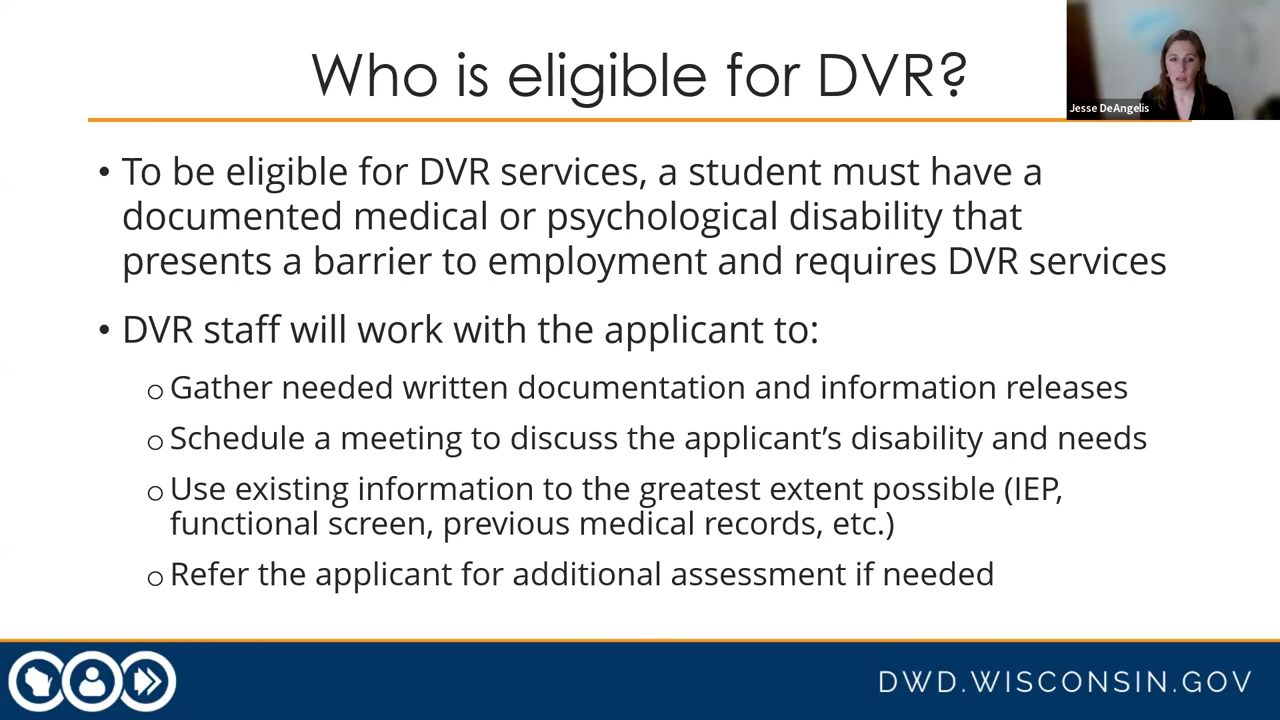 Who is eligible for DVR?
Jesse DeAngelis
• To be eligible for DVR services, a student must have a
documented medical or psychological disability that
presents a barrier to employment and requires DVR services
• DVR staff will work with the applicant to:
o Gather needed written documentation and information releases
o Schedule a meeting to discuss the applicant’s disability and needs
o Use existing information to the greatest extent possible (IEP,
functional screen, previous medical records, etc.)
o Refer the applicant for additional assessment if needed
DWD.WISCONSIN.GOV